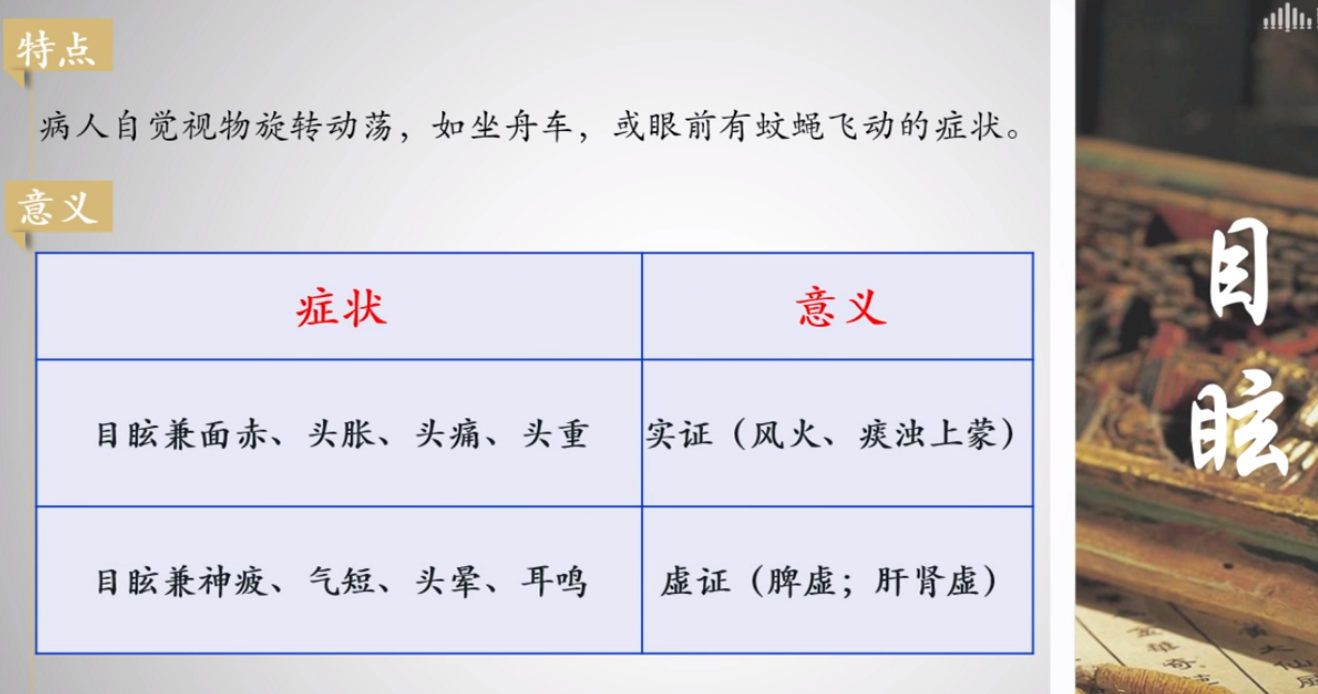 特点
病人自觉视物旋转动荡，如坐舟车，或眼前有蚊蝇飞动的症状。
意义
症状 意义
目眩兼面赤、头胀、头痛、头重 实证（风火、痰浊上蒙）
目眩兼神疲、气短、头晕、耳鸣 虚证（脾虚；肝肾虚）
目眩